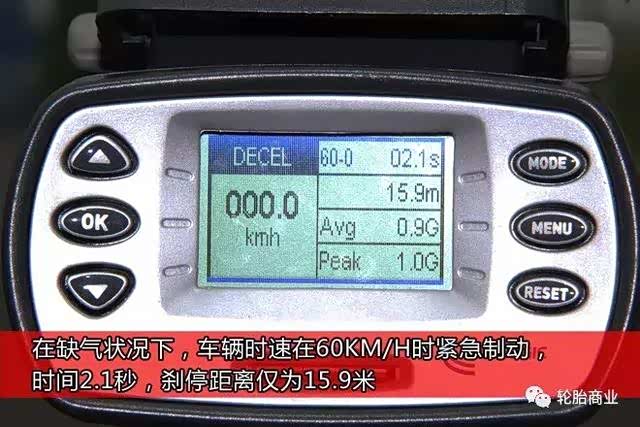 DECEL
60-0 02.1s
15.9m
000.0
kmh
Avg 0.9G
Peak 1.0G
OK
MODE
MENU
RESET
在缺气状况下，车辆时速在60KM/H时紧急制动，
时间2.1秒，刹停距离仅为15.9米
轮胎商业